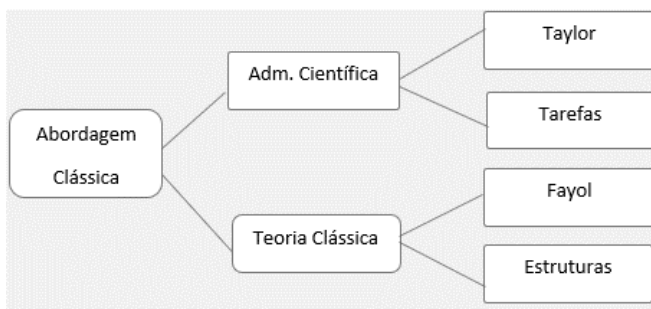 Abordagem
Clássica
Adm. Científica
Teoria Clássica
Taylor
Tarefas
Fayol
Estruturas